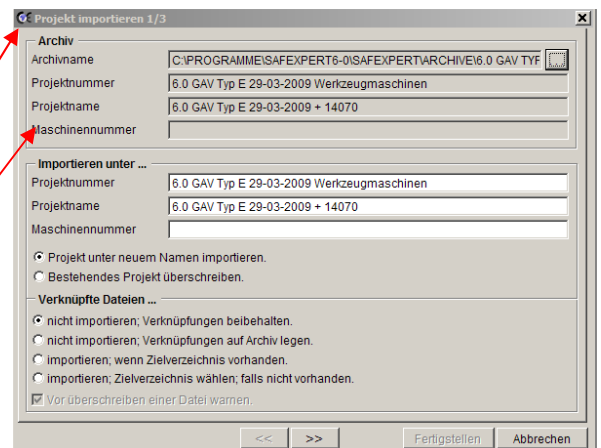 Projekt importieren 1/3
Archiv
Archivname C:\PROGRAMME\SAFEXPERT6-0\SAFEXPERT\ARCHIVE\6.0 GAV TYF ...
Projektnummer 6.0 GAV Typ E 29-03-2009 Werkzeugmaschinen
Projektname 6.0 GAV Typ E 29-03-2009 + 14070
Maschinennummer
Importieren unter ...
Projektnummer 6.0 GAV Typ E 29-03-2009 Werkzeugmaschinen
Projektname 6.0 GAV Typ E 29-03-2009 + 14070
Maschinennummer
Projekt unter neuem Namen importieren.
Bestehendes Projekt überschreiben.
Verknüpfte Dateien ...
nicht importieren; Verknüpfungen beibehalten.
nicht importieren; Verknüpfungen auf Archiv legen.
importieren; wenn Zielverzeichnis vorhanden.
importieren; Zielverzeichnis wählen; falls nicht vorhanden.
Vor überschreiben einer Datei warnen.
<< >> Fertigstellen Abbrechen